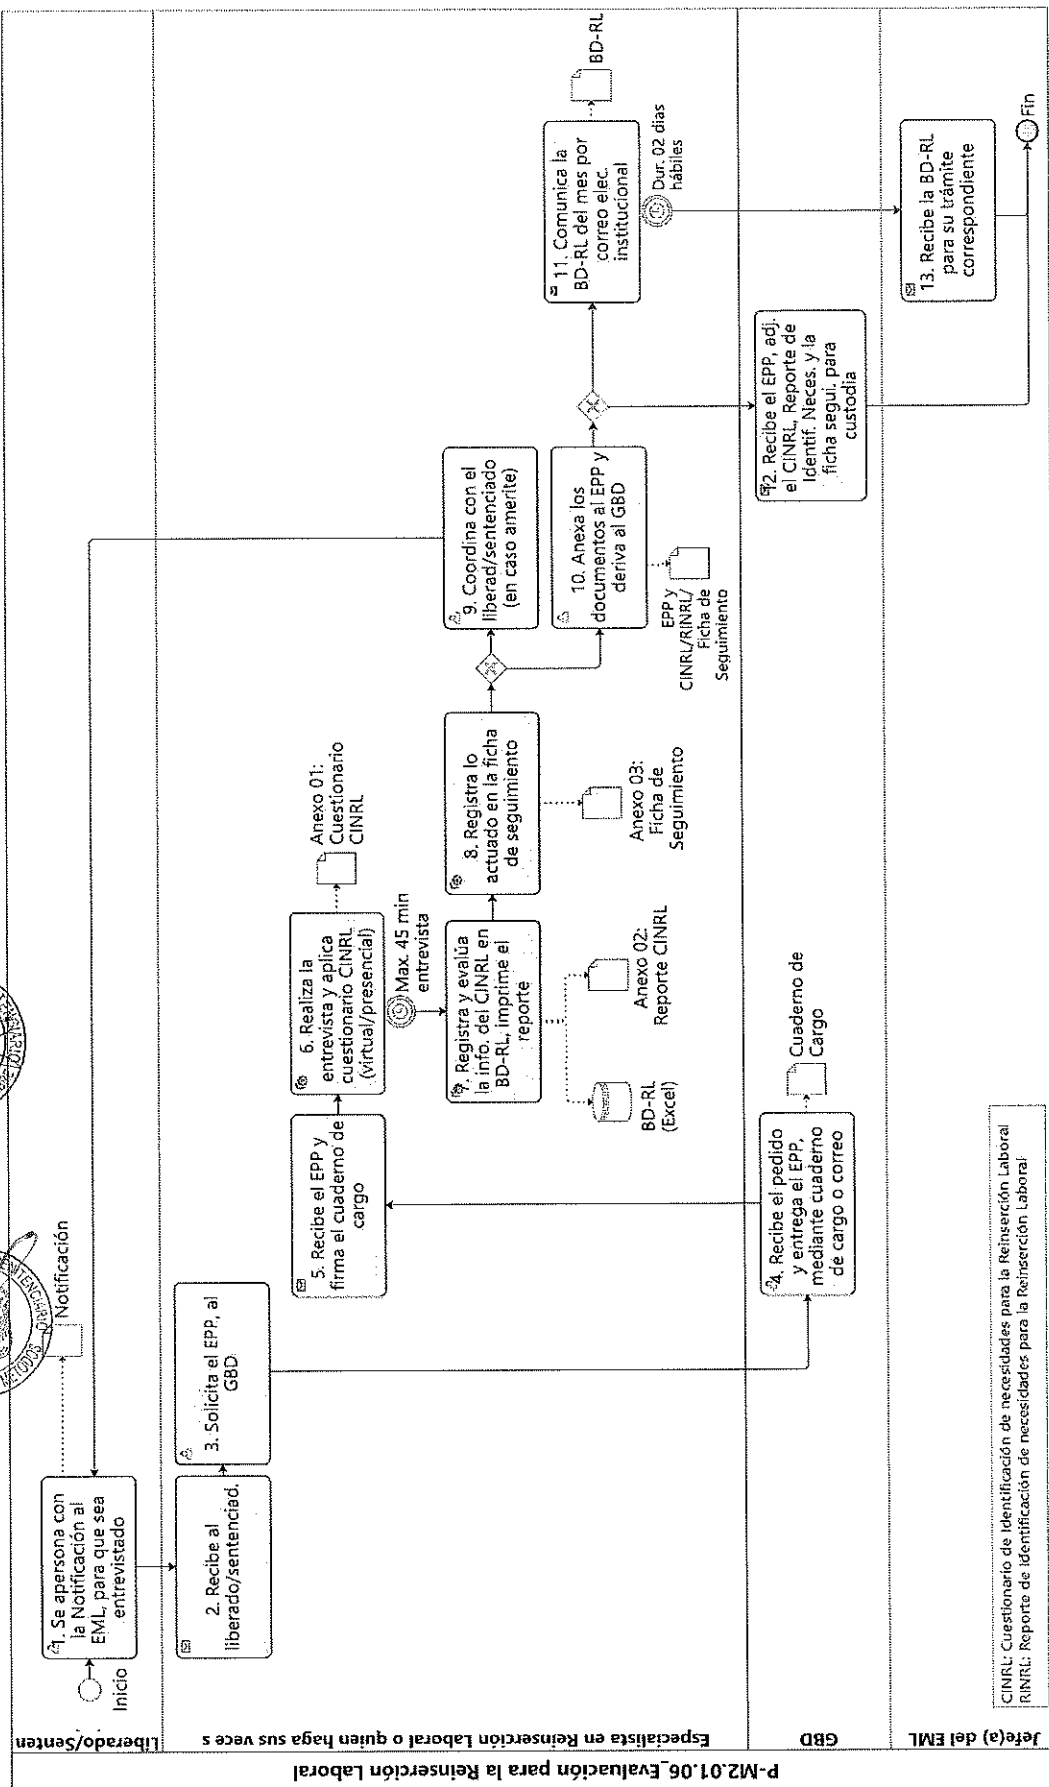 P-M2.01.06_Evaluación para la Reinserción Laboral
Liberado/Senten
Inicio
1. Se apersona con
la Notificación al
EML, para que sea
entrevistado
Notificación
METODOS
Especialista en Reinserción Laboral o quien haga sus vece s
2. Recibe al
liberado/sentenciad.
3. Solicita el EPP, al
GBD
5. Recibe el EPP y
firma el cuaderno de
cargo
6. Realiza la
entrevista y aplica
cuestionario CINRL
(virtual/presencial)
Anexo 01:
Cuestionario
CINRL
Max. 45 min
entrevista
7. Registra y evalúa
la info. del CINRL en
BD-RL, imprime el
reporte
BD-RL
(Excel)
Anexo 02:
Reporte CINRL
8. Registra lo
actuado en la ficha
de seguimiento
Anexo 03:
Ficha de
Seguimiento
9. Coordina con el
liberad/sentenciado
(en caso amerite)
10. Anexa los
documentos al EPP y
deriva al GBD
EPP y
CINRL/RINRL/
Ficha de
Seguimiento
11. Comunica la
BD-RL del mes por
correo elec.
institucional
BD-RL
Dur. 02 dias
hábiles
GBD
4. Recibe el pedido
y entrega el EPP,
mediante cuaderno
de cargo o correo
Cuaderno de
Cargo
12. Recibe el EPP, adj.
el CINRL, Reporte de
Identif. Neces. y la
ficha segui. para
custodia
Jefe(a) del EML
13. Recibe la BD-RL
para su trámite
correspondiente
Fin
CINRL: Cuestionario de Identificación de necesidades para la Reinserción Laboral
RINRL: Reporte de Identificación de necesidades para la Reinserción Laboral